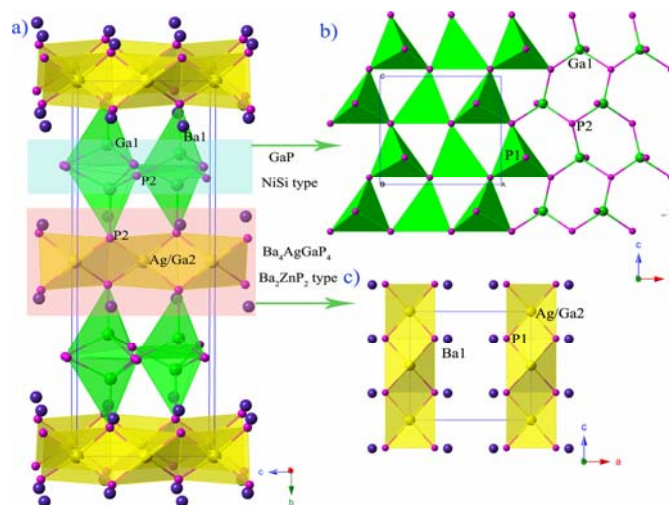 a)
Ga1
Ba1
P2
P2
Ag/Ga2
c
b
GaP
NiSi type
Ba₄AgGaP₄
Ba₂ZnP₂ type
b)
Ga1
P2
P1
c
c)
Ag/Ga2
P1
Ba1
c
a